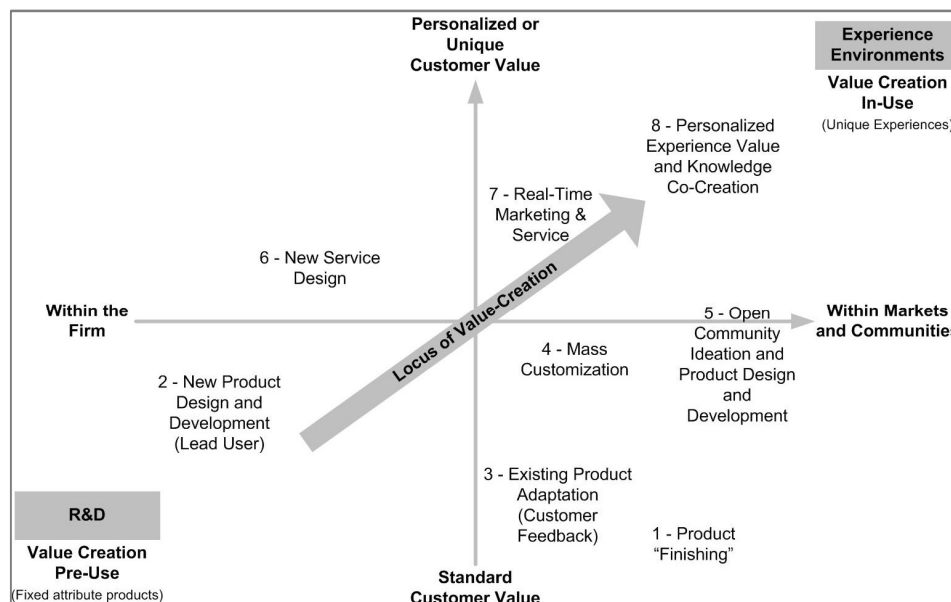 Personalized or
Unique
Customer Value
Experience
Environments
Value Creation
In-Use
(Unique Experiences)
8 - Personalized
Experience Value
and Knowledge
Co-Creation
7 - Real-Time
Marketing &
Service
6 - New Service
Design
Within the
Firm
Locus of Value-Creation
Within Markets
and Communities
5 - Open
Community
Ideation and
Product Design
and
Development
4 - Mass
Customization
2 - New Product
Design and
Development
(Lead User)
3 - Existing Product
Adaptation
(Customer
Feedback)
1 - Product
“Finishing”
R&D
Value Creation
Pre-Use
(Fixed attribute products)
Standard
Customer Value